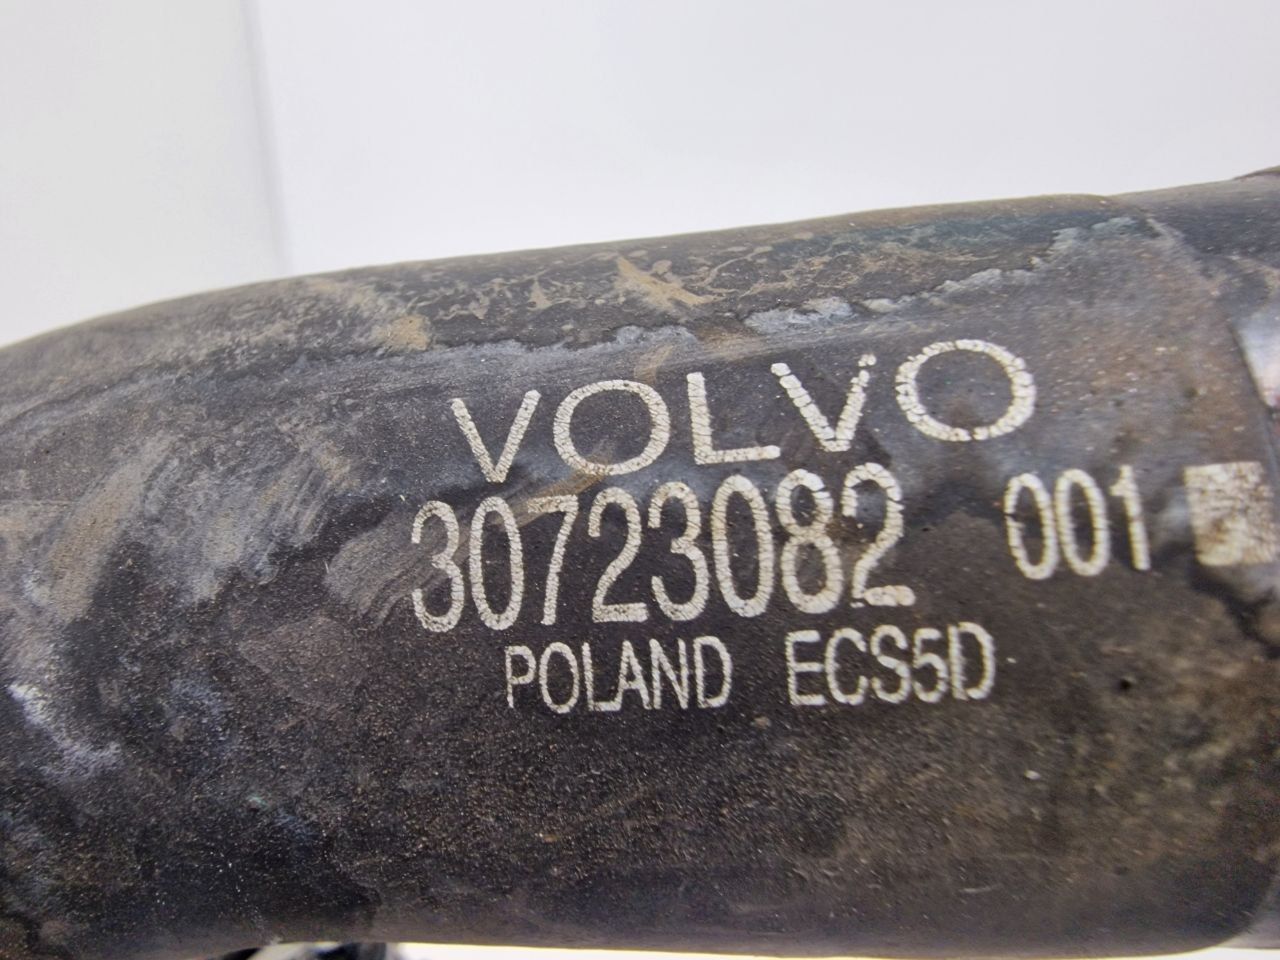 VOLVO
30723082 001
POLAND ECS5D